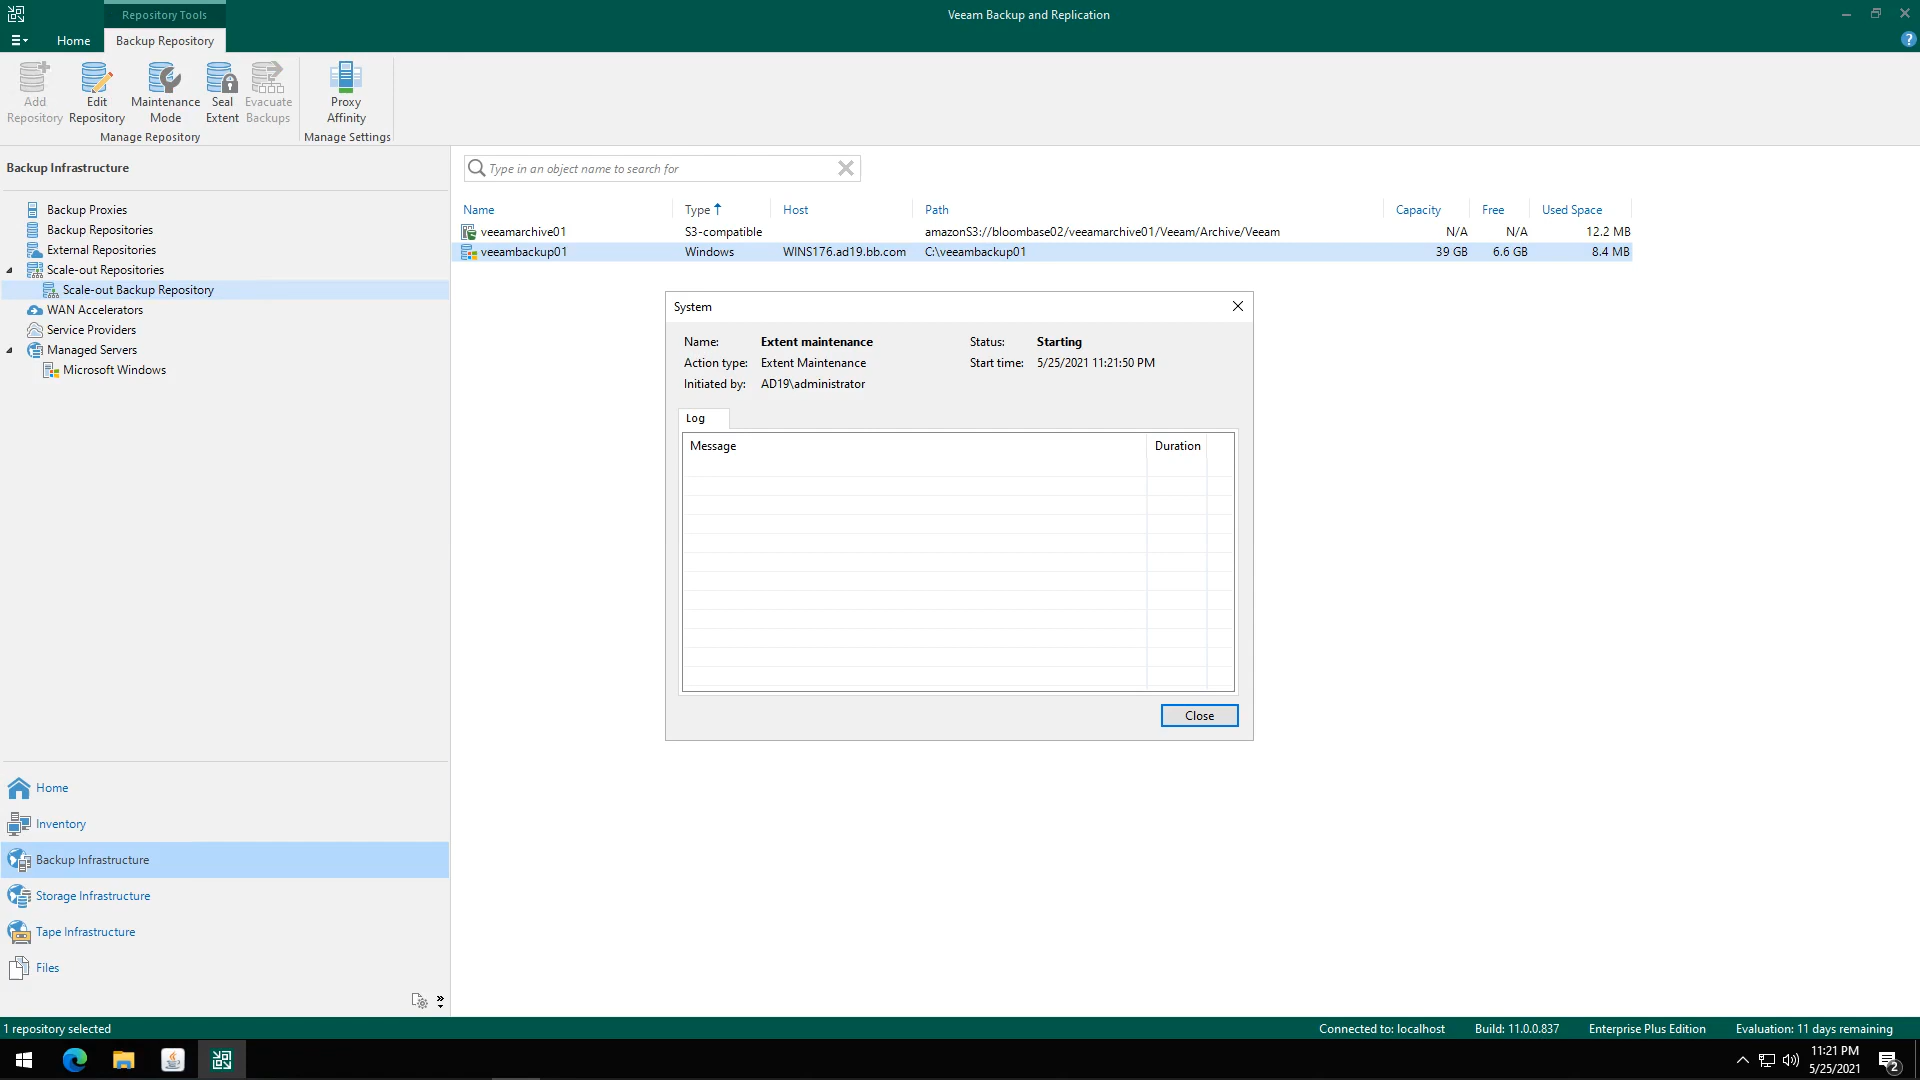 Repository Tools
Veeam Backup and Replication
Home
Backup Repository
?
Add Repository
Edit Repository
Maintenance Mode
Seal Extent
Evacuate Backups
Proxy Affinity
Manage Repository
Manage Settings
Backup Infrastructure
Type in an object name to search for
Backup Proxies
Backup Repositories
External Repositories
Scale-out Repositories
Scale-out Backup Repository
WAN Accelerators
Service Providers
Managed Servers
Microsoft Windows
Name Type Host Path Capacity Free Used Space
veeamarchive01 S3-compatible amazonS3://bloombase02/veeamarchive01/Veeam/Archive/Veeam N/A N/A 12.2 MB
veeambackup01 Windows WINS176.ad19.bb.com C:\veeambackup01 39 GB 6.6 GB 8.4 MB
System
Name: Extent maintenance Status: Starting
Action type: Extent Maintenance Start time: 5/25/2021 11:21:50 PM
Initiated by: AD19\administrator
Log
Message Duration
Close
Home
Inventory
Backup Infrastructure
Storage Infrastructure
Tape Infrastructure
Files
1 repository selected
Connected to: localhost Build: 11.0.0.837 Enterprise Plus Edition Evaluation: 11 days remaining
11:21 PM
5/25/2021
2